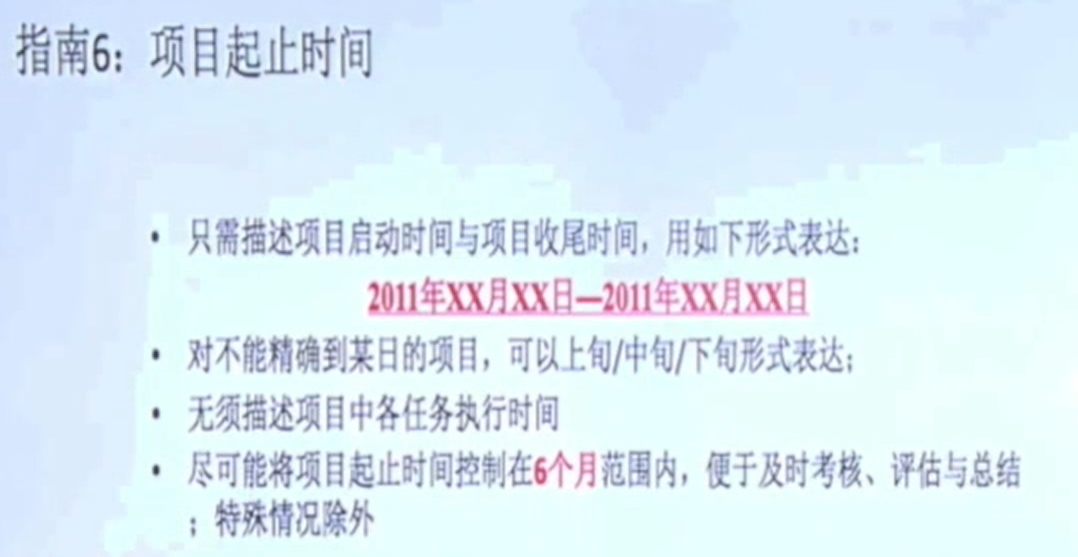 指南6：项目起止时间
• 只需描述项目启动时间与项目收尾时间，用如下形式表达：
2011年XX月XX日—2011年XX月XX日
• 对不能精确到某日的项目，可以上旬/中旬/下旬形式表达；
• 无须描述项目中各任务执行时间
• 尽可能将项目起止时间控制在6个月范围内，便于及时考核、评估与总结
；特殊情况除外